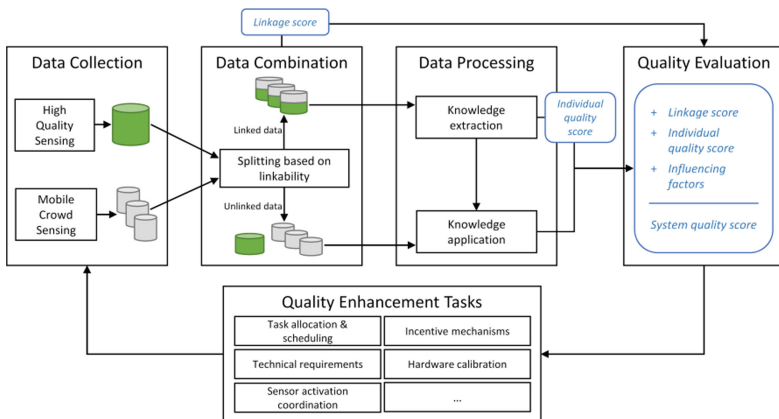 Linkage score
Data Collection
High
Quality
Sensing
Mobile
Crowd
Sensing
Data Combination
Linked data
Splitting based on
linkability
Unlinked data
Data Processing
Knowledge
extraction
Individual
quality
score
Knowledge
application
Quality Evaluation
+ Linkage score
+ Individual
quality score
+ Influencing
factors
System quality score
Quality Enhancement Tasks
Task allocation &
scheduling
Incentive mechanisms
Technical requirements
Hardware calibration
Sensor activation
coordination
...